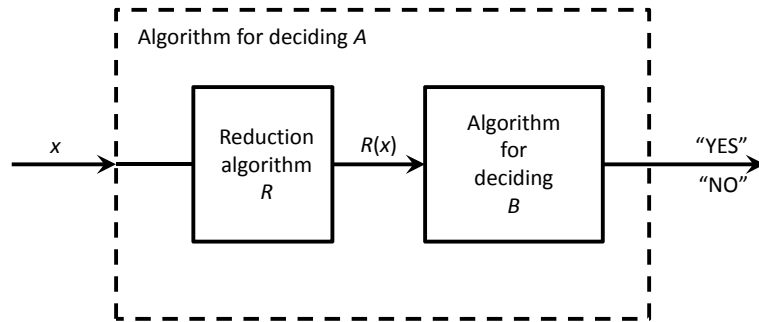 Algorithm for deciding A
x
Reduction
algorithm
R
R(x)
Algorithm
for
deciding
B
“YES”
“NO”